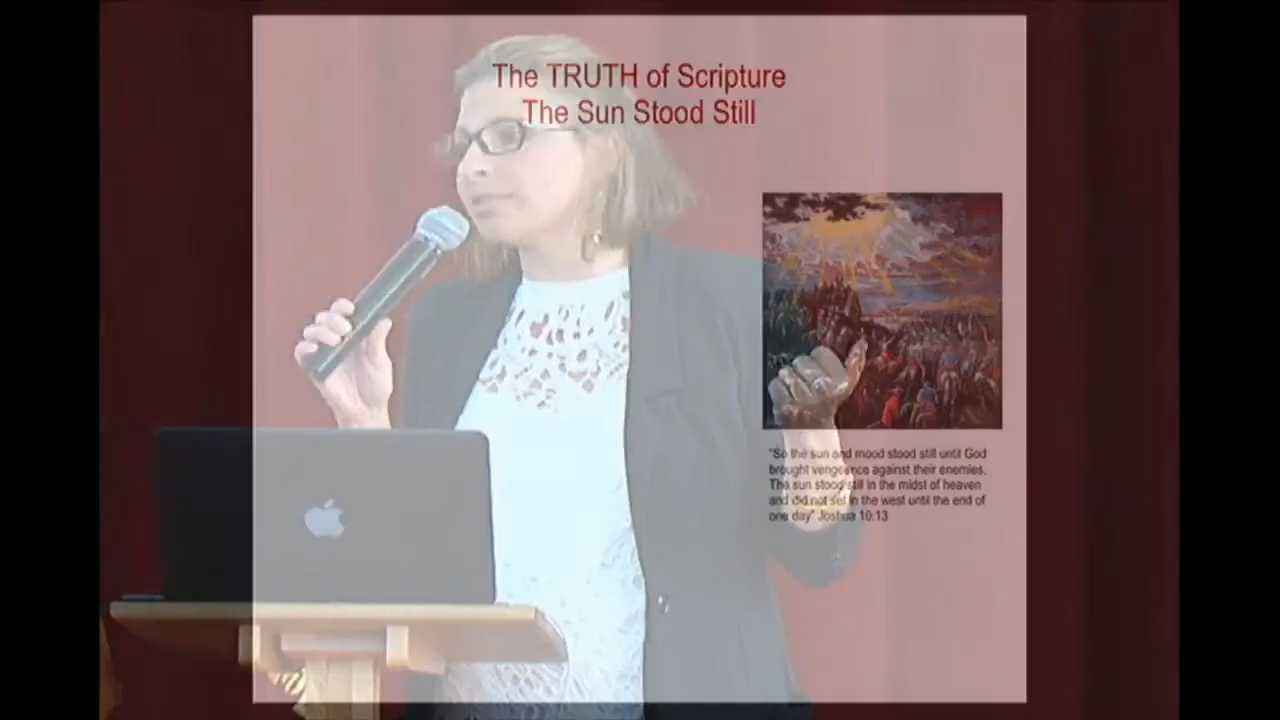 The TRUTH of Scripture
The Sun Stood Still
"So the sun and mood stood still until God
brought vengeance against their enemies.
The sun stood still in the midst of heaven
and did not set in the west until the end of
one day" Joshua 10:13